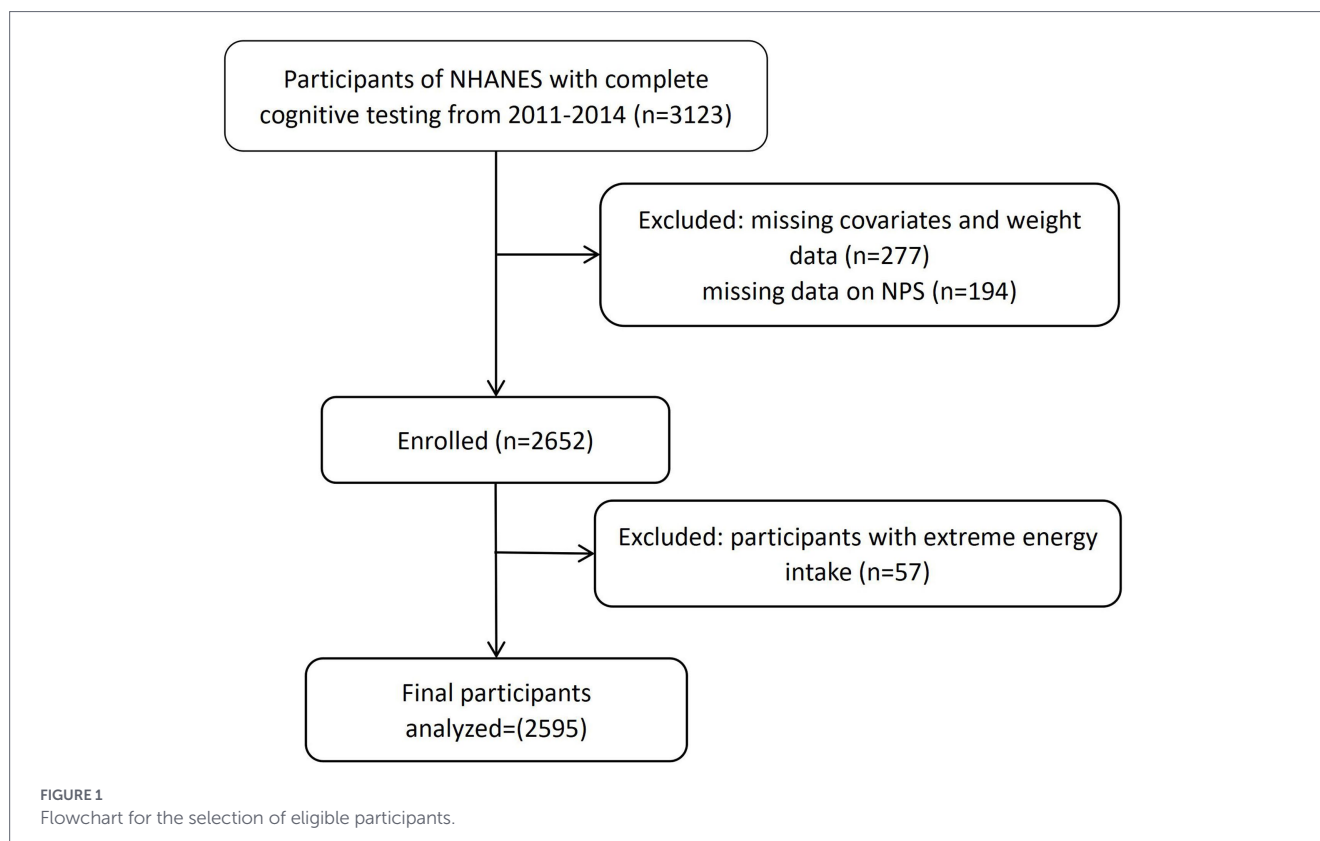 Participants of NHANES with complete
cognitive testing from 2011-2014 (n=3123)
Excluded: missing covariates and weight
data (n=277)
missing data on NPS (n=194)
Enrolled (n=2652)
Excluded: participants with extreme energy
intake (n=57)
Final participants
analyzed=(2595)
FIGURE 1
Flowchart for the selection of eligible participants.